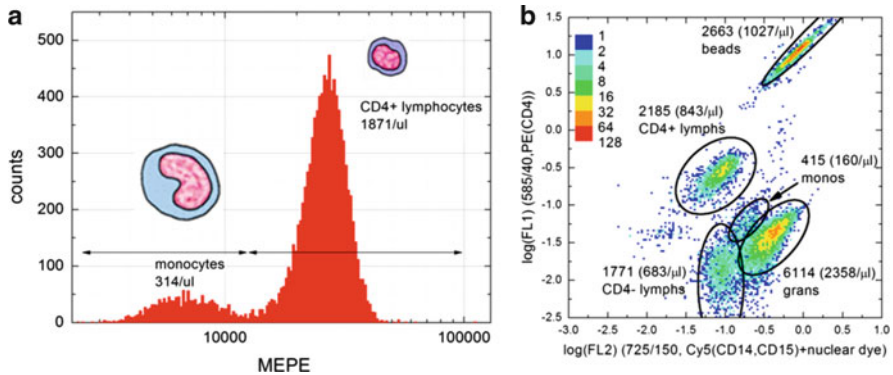 a
500
400
300
200
100
0
counts
CD4+ lymphocytes
1871/ul
monocytes
314/ul
10000
100000
MEPE
b
1.5
1.0
0.5
0.0
-0.5
-1.0
-1.5
-2.0
-2.5
log(FL1) (585/40,PE(CD4)
1
2
4
8
16
32
64
128
2663 (1027/µl)
beads
2185 (843/µl)
CD4+ lymphs
415 (160/µl)
monos
1771 (683/µl)
CD4- lymphs
6114 (2358/µl)
grans
-3.0 -2.5 -2.0 -1.5 -1.0 -0.5 0.0 0.5 1.0
log(FL2) (725/150, Cy5(CD14,CD15)+nuclear dye)